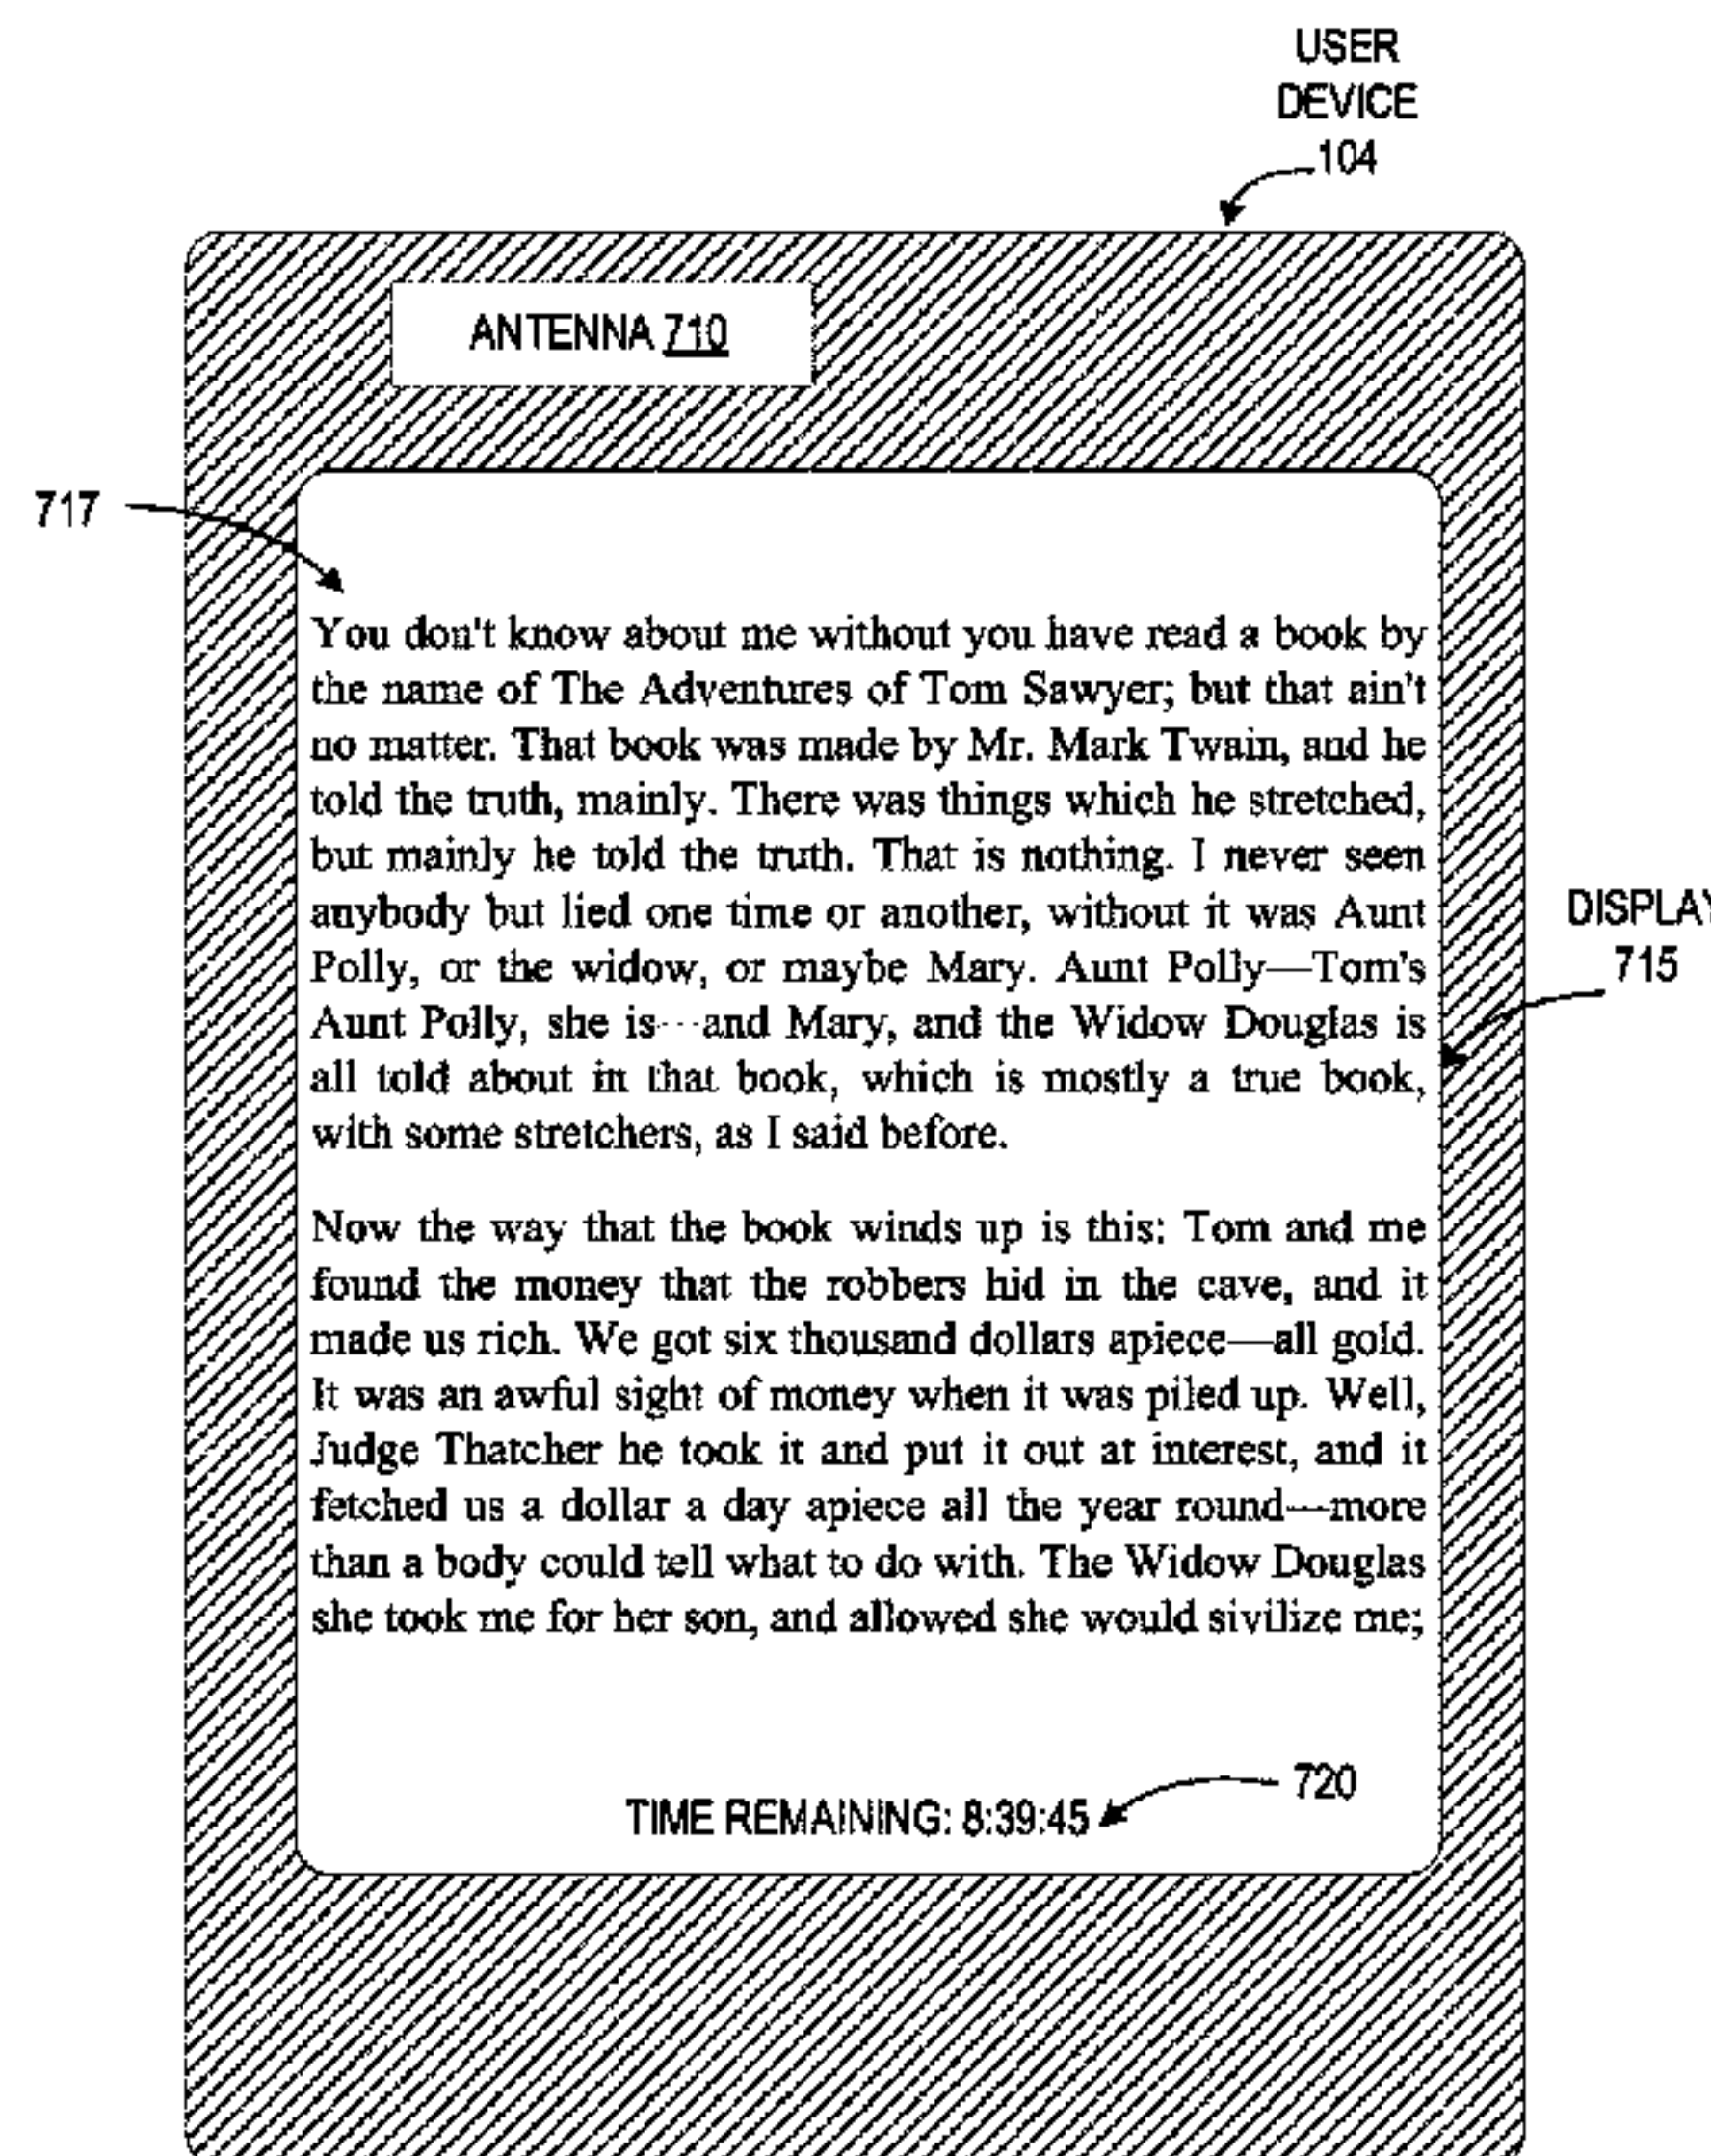 USER
DEVICE
104
ANTENNA 710
717
You don't know about me without you have read a book by
the name of The Adventures of Tom Sawyer; but that ain't
no matter. That book was made by Mr. Mark Twain, and he
told the truth, mainly. There was things which he stretched,
but mainly he told the truth. That is nothing. I never seen
anybody but lied one time or another, without it was Aunt
Polly, or the widow, or maybe Mary. Aunt Polly—Tom's
Aunt Polly, she is—and Mary, and the Widow Douglas is
all told about in that book, which is mostly a true book,
with some stretchers, as I said before.
DISPLAY
715
Now the way that the book winds up is this: Tom and me
found the money that the robbers hid in the cave, and it
made us rich. We got six thousand dollars apiece—all gold.
It was an awful sight of money when it was piled up. Well,
Judge Thatcher he took it and put it out at interest, and it
fetched us a dollar a day apiece all the year round—more
than a body could tell what to do with. The Widow Douglas
she took me for her son, and allowed she would sivilize me;
720
TIME REMAINING: 8:39:45